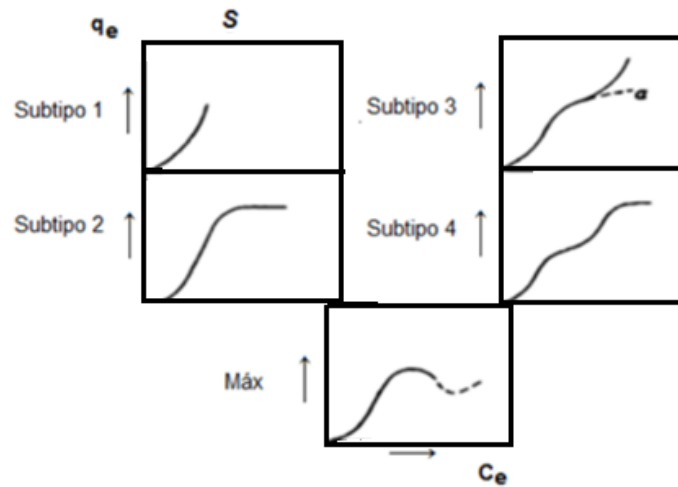 qe S
Subtipo 1
Subtipo 3
α
Subtipo 2
Subtipo 4
Máx
Ce